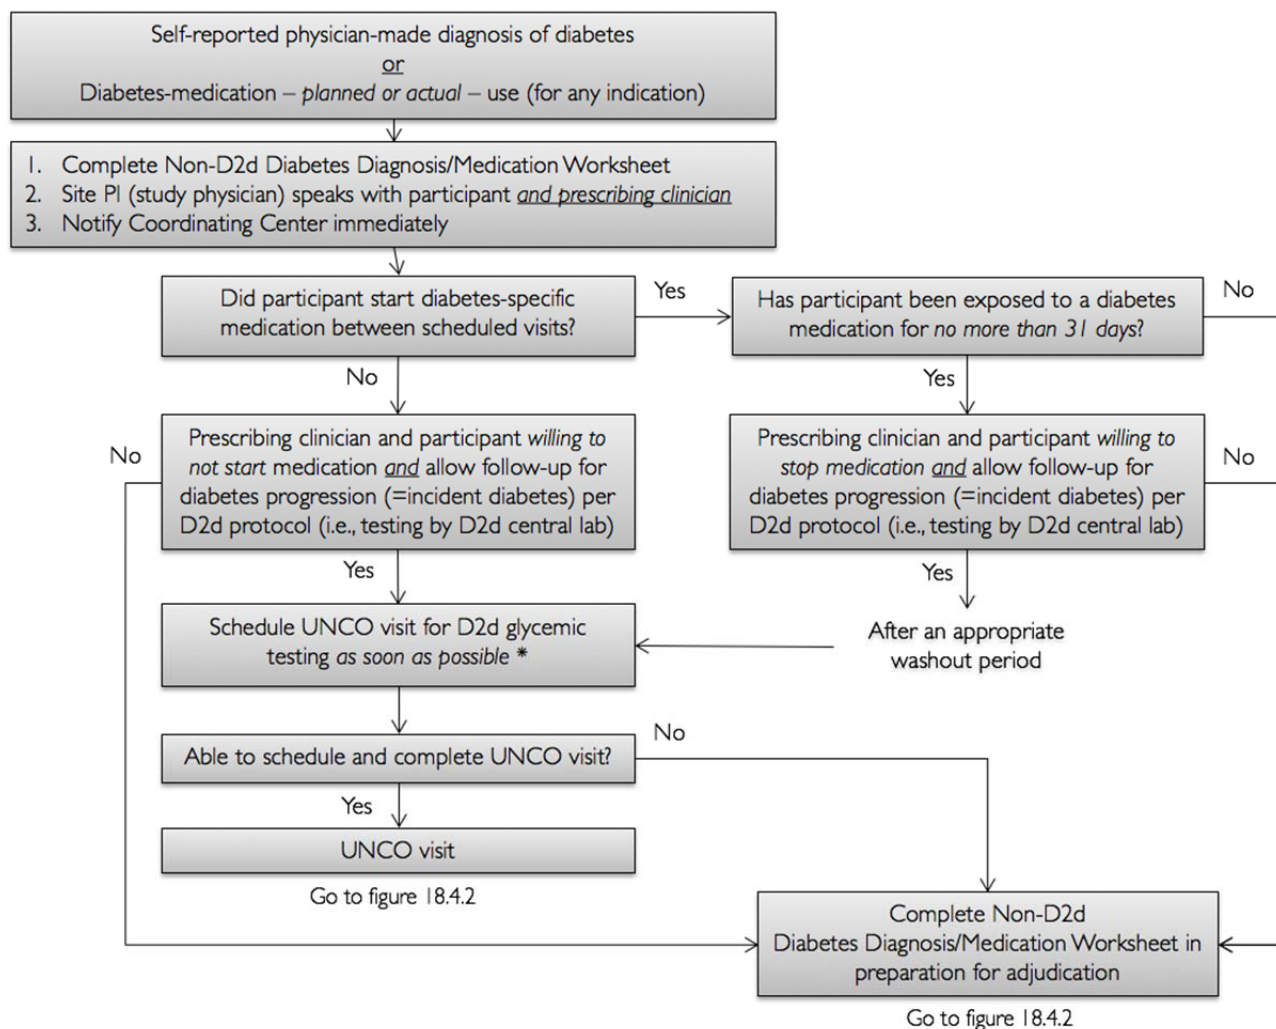 Self-reported physician-made diagnosis of diabetes
or
Diabetes-medication – planned or actual – use (for any indication)
1. Complete Non-D2d Diabetes Diagnosis/Medication Worksheet
2. Site PI (study physician) speaks with participant and prescribing clinician
3. Notify Coordinating Center immediately
Did participant start diabetes-specific
medication between scheduled visits?
Yes
Has participant been exposed to a diabetes
medication for no more than 31 days?
No
No
Yes
No
Prescribing clinician and participant willing to
not start medication and allow follow-up for
diabetes progression (=incident diabetes) per
D2d protocol (i.e., testing by D2d central lab)
Prescribing clinician and participant willing to
stop medication and allow follow-up for
diabetes progression (=incident diabetes) per
D2d protocol (i.e., testing by D2d central lab)
No
Yes
Yes
Schedule UNCO visit for D2d glycemic
testing as soon as possible *
After an appropriate
washout period
Able to schedule and complete UNCO visit?
No
Yes
UNCO visit
Go to figure 18.4.2
Complete Non-D2d
Diabetes Diagnosis/Medication Worksheet in
preparation for adjudication
Go to figure 18.4.2